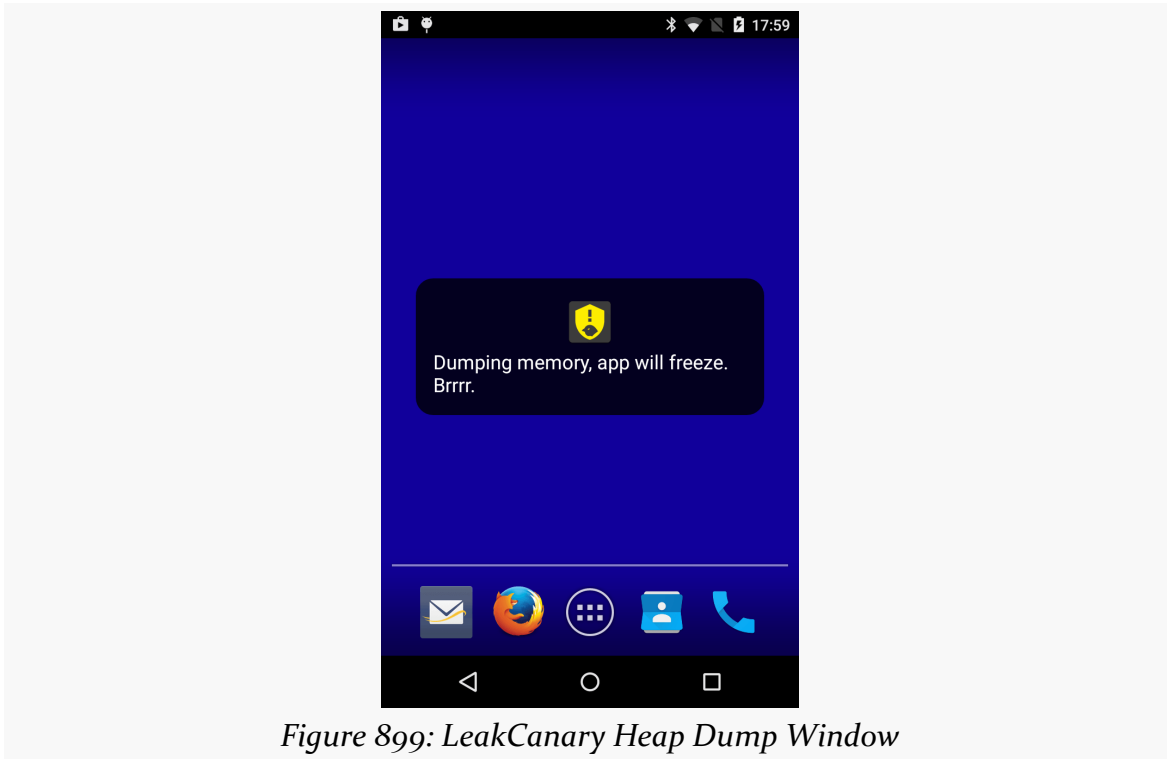 17:59
Dumping memory, app will freeze.
Brrrr.
Figure 899: LeakCanary Heap Dump Window